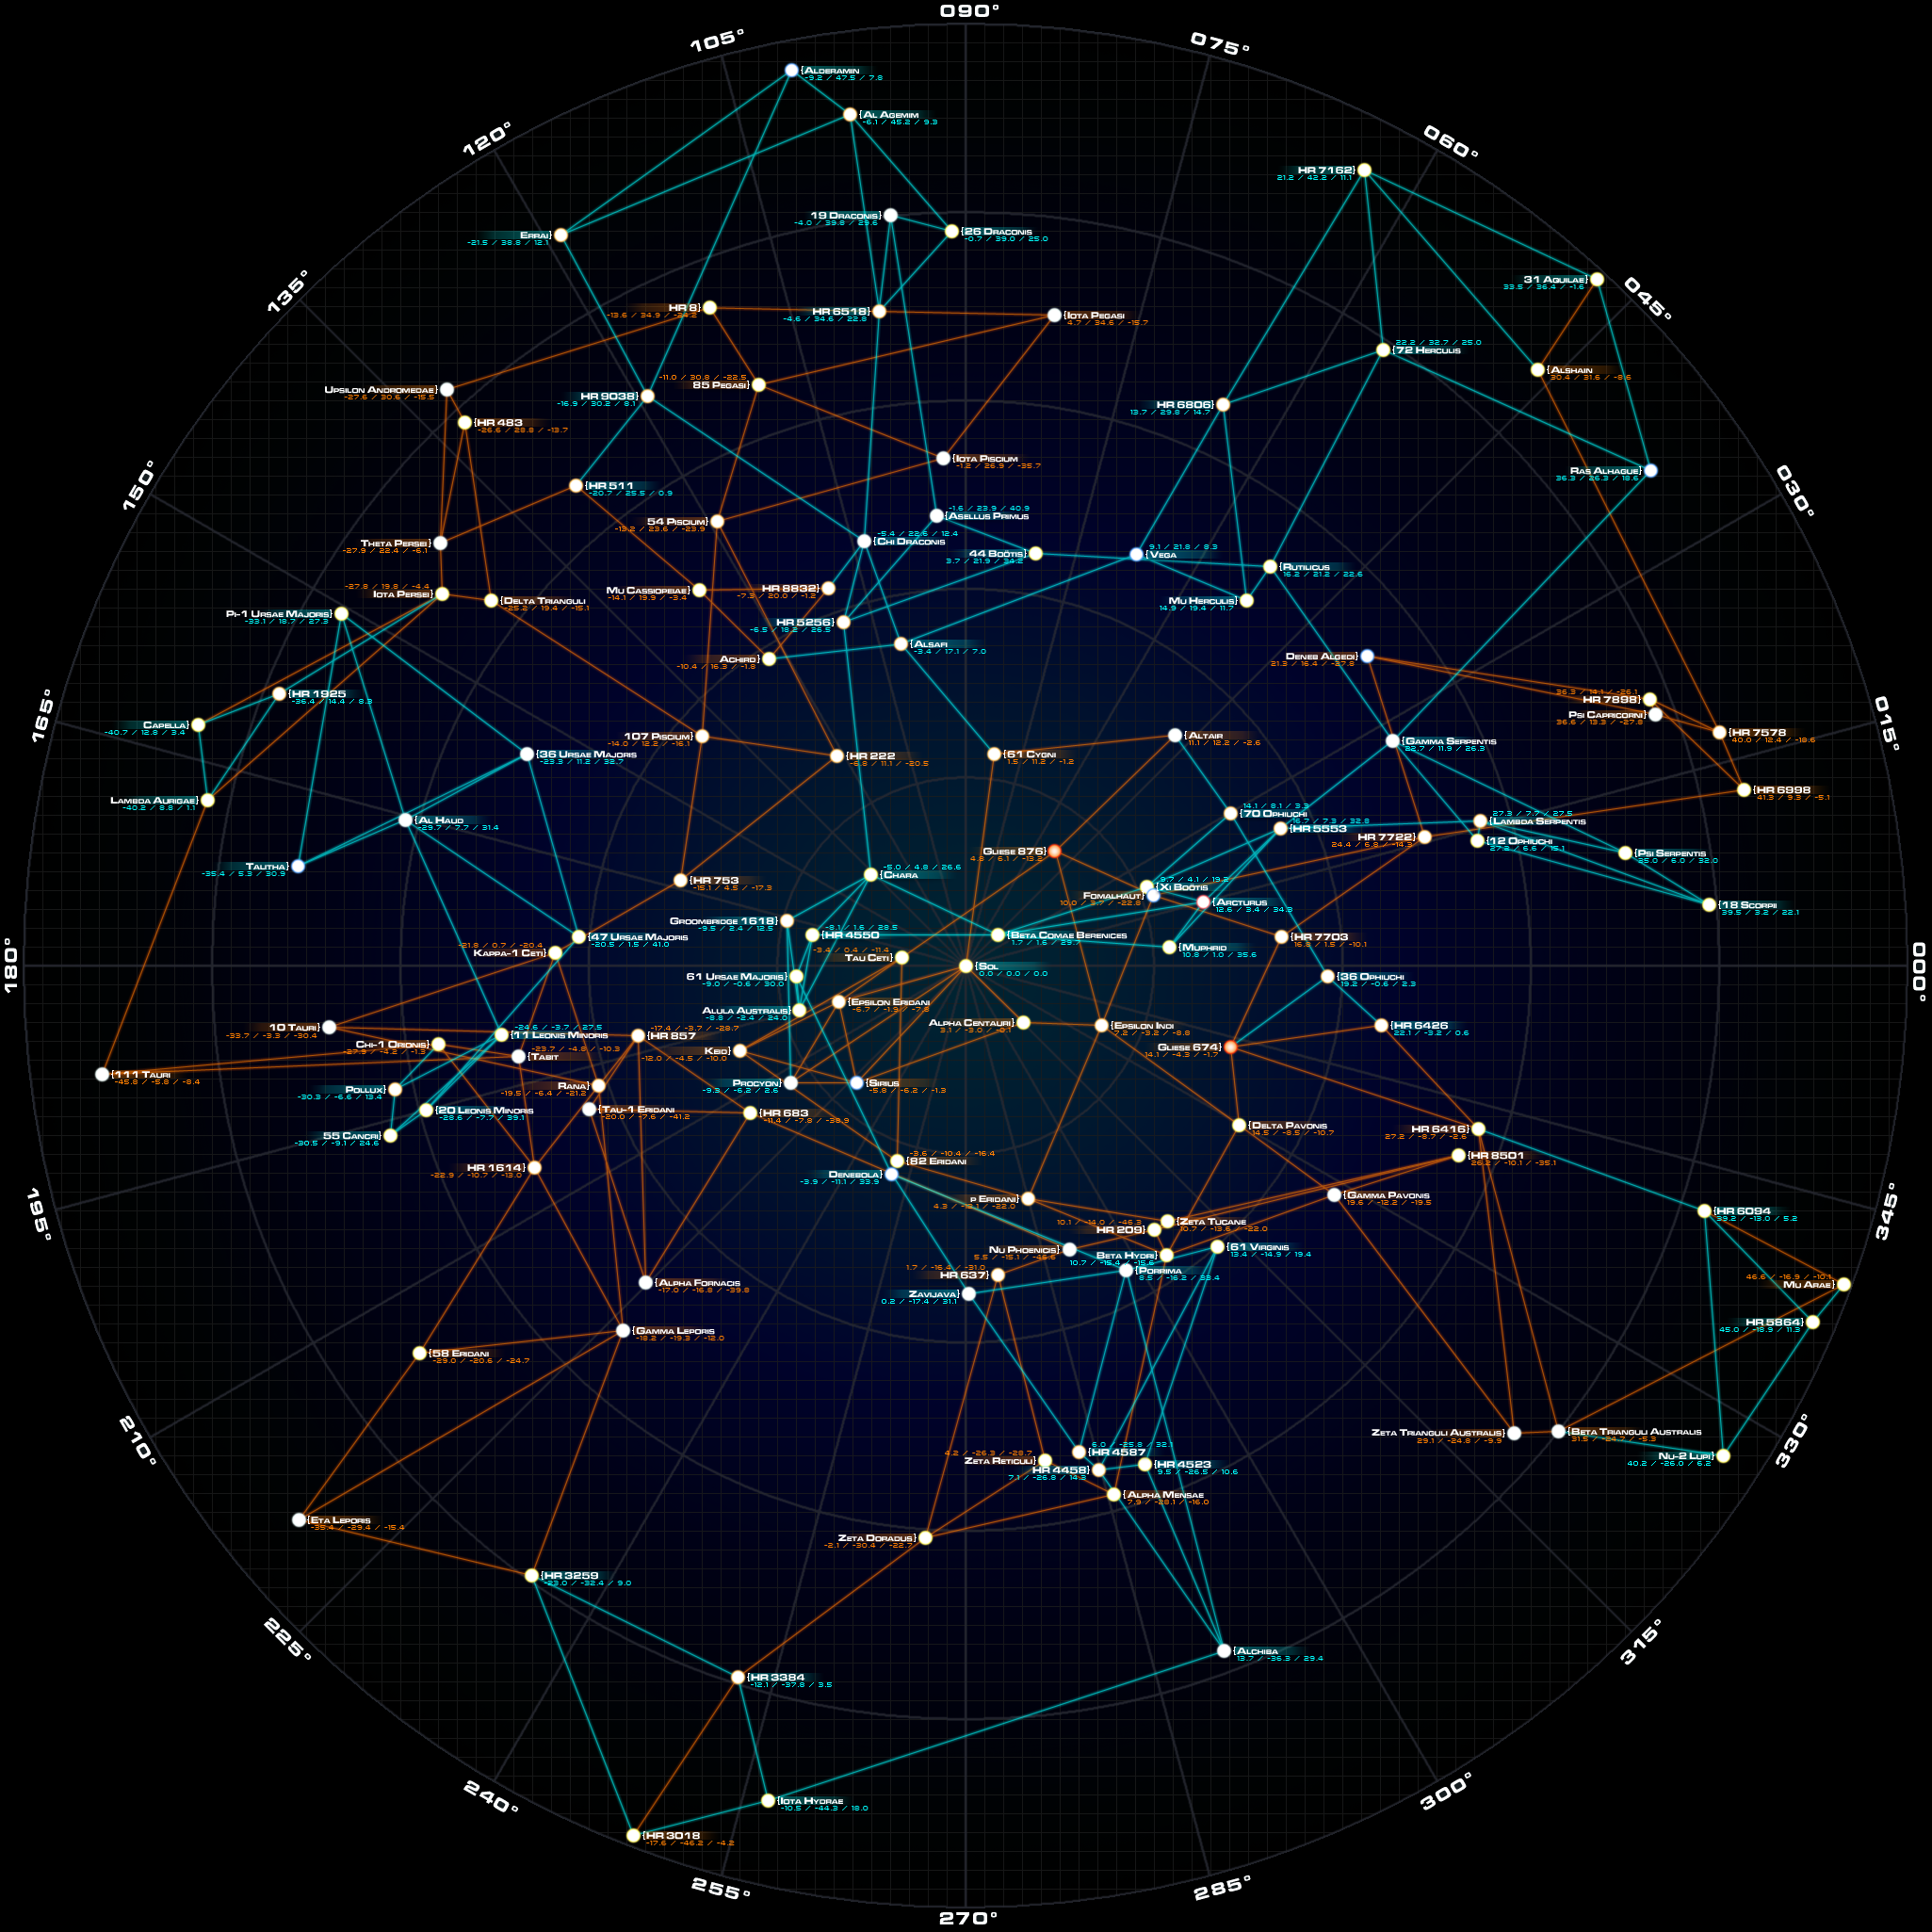 090°
105°
075°
{Alderamin
-9.2 / 47.5 / 7.8
{Al Agemim
-6.1 / 45.2 / 9.3
120°
060°
HR 7162}
21.2 / 42.2 / 11.1
19 Draconis}
-4.0 / 39.8 / 29.6
{26 Draconis
-0.7 / 39.0 / 25.0
Errai}
-21.5 / 38.8 / 12.1
135°
045°
31 Aquilae}
33.5 / 36.4 / -1.6
HR 8}
-13.6 / 34.9 / -24.2
HR 6518}
-4.6 / 34.6 / 22.8
{Iota Pegasi
4.7 / 34.6 / -15.7
22.2 / 32.7 / 25.0
{72 Herculis
{Alshain
30.4 / 31.6 / -8.6
-11.0 / 30.8 / -22.5
85 Pegasi}
Upsilon Andromedae}
-27.6 / 30.6 / -15.5
HR 9038}
-16.9 / 30.2 / 8.1
HR 6806}
13.7 / 29.8 / 14.7
{HR 483
-26.6 / 28.8 / -13.7
{Iota Piscium
-1.2 / 26.9 / -35.7
Ras Alhague}
36.3 / 26.3 / 18.6
150°
030°
{HR 511
-20.7 / 25.5 / 0.9
54 Piscium}
-13.2 / 23.6 / -23.9
-1.6 / 23.9 / 40.9
{Asellus Primus
-5.4 / 22.6 / 12.4
{Chi Draconis
Theta Persei}
-27.9 / 22.4 / -6.1
44 Boötis}
3.7 / 21.9 / 34.2
9.1 / 21.8 / 8.3
{Vega
{Rutilicus
16.2 / 21.2 / 22.6
-27.8 / 19.8 / -4.4
Iota Persei}
{Delta Trianguli
-25.2 / 19.4 / -15.1
Mu Cassiopeiae}
-14.1 / 19.9 / -3.4
HR 8832}
-7.3 / 20.0 / -1.2
Mu Herculis}
14.9 / 19.4 / 11.7
Pi-1 Ursae Majoris}
-33.1 / 18.7 / 27.3
HR 5256}
-6.5 / 18.2 / 26.5
{Alsafi
-3.4 / 17.1 / 7.0
Achird}
-10.4 / 16.3 / -1.8
Deneb Algedi}
21.3 / 16.4 / -27.8
{HR 1925
-36.4 / 14.4 / 8.3
36.3 / 14.1 / -26.1
HR 7898}
Psi Capricorni}
36.6 / 13.3 / -27.8
165°
015°
Capella}
-40.7 / 12.8 / 3.4
107 Piscium}
-14.0 / 12.2 / -16.1
{Altair
11.1 / 12.2 / -2.6
{Gamma Serpentis
22.7 / 11.9 / 26.3
{HR 7578
40.0 / 12.4 / -18.6
{36 Ursae Majoris
-23.3 / 11.2 / 32.7
{HR 222
-6.8 / 11.1 / -20.5
{61 Cygni
1.5 / 11.2 / -1.2
{HR 6998
41.3 / 9.3 / -5.1
Lambda Aurigae}
-40.2 / 8.8 / 1.1
{Al Haud
-29.7 / 7.7 / 31.4
14.1 / 8.1 / 3.3
{70 Ophiuchi
16.7 / 7.3 / 32.8
{HR 5553
27.3 / 7.7 / 27.5
{Lambda Serpentis
HR 7722}
24.4 / 6.8 / -14.3
{12 Ophiuchi
27.2 / 6.6 / 15.1
Gliese 876}
4.8 / 6.1 / -13.2
{Psi Serpentis
35.0 / 6.0 / 32.0
Talitha}
-35.4 / 5.3 / 30.9
{HR 753
-15.1 / 4.5 / -17.3
-5.0 / 4.8 / 26.6
{Chara
9.7 / 4.1 / 19.2
{Xi Boötis
Fomalhaut}
10.0 / 3.7 / -22.8
{Arcturus
12.6 / 3.4 / 34.3
{18 Scorpii
39.5 / 3.2 / 22.1
Groombridge 1618}
-9.5 / 2.4 / 12.5
{47 Ursae Majoris
-20.5 / 1.5 / 41.0
-8.1 / 1.6 / 28.5
{HR 4550
{Beta Comae Berenices
1.7 / 1.6 / 29.7
{HR 7703
16.8 / 1.5 / -10.1
{Muphrid
10.8 / 1.0 / 35.6
-21.8 / 0.7 / -20.4
Kappa-1 Ceti}
-3.4 / 0.4 / -11.4
Tau Ceti}
180°
000°
{Sol
0.0 / 0.0 / 0.0
61 Ursae Majoris}
-9.0 / -0.6 / 30.0
{36 Ophiuchi
19.2 / -0.6 / 2.3
{Epsilon Eridani
-6.7 / -1.9 / -7.8
Alula Australis}
-8.8 / -2.4 / 24.0
Alpha Centauri}
3.1 / -3.0 / -0.1
{Epsilon Indi
7.2 / -3.2 / -8.8
{HR 6426
22.1 / -3.2 / 0.6
10 Tauri}
-33.7 / -3.3 / -30.4
-24.6 / -3.7 / 27.5
{11 Leonis Minoris
-17.4 / -3.7 / -28.7
{HR 857
Chi-1 Orionis}
-27.9 / -4.2 / -1.3
-23.7 / -4.8 / -10.3
{Tabit
Keid}
-12.0 / -4.5 / -10.0
Gliese 674}
14.1 / -4.3 / -1.7
{111 Tauri
-45.8 / -5.8 / -8.4
Pollux}
-30.3 / -6.6 / 13.4
Rana}
-19.5 / -6.4 / -21.2
Procyon}
-9.3 / -6.2 / 2.6
{Sirius
-5.8 / -6.2 / -1.3
{20 Leonis Minoris
-28.6 / -7.7 / 39.1
{Tau-1 Eridani
-20.0 / -7.6 / -41.2
{HR 683
-11.4 / -7.8 / -39.9
{Delta Pavonis
14.5 / -8.5 / -10.7
HR 6416}
27.2 / -8.7 / -2.6
55 Cancri}
-30.5 / -9.1 / 24.6
{HR 8501
26.2 / -10.1 / -35.1
HR 1614}
-22.9 / -10.7 / -13.0
-3.6 / -10.4 / -16.4
{82 Eridani
Denebola}
-3.9 / -11.1 / 33.9
p Eridani}
4.3 / -12.1 / -22.0
{Gamma Pavonis
19.6 / -12.2 / -19.5
195°
345°
{HR 6094
39.2 / -13.0 / 5.2
10.1 / -14.0 / -46.3
HR 209}
{Zeta Tucane
10.7 / -13.6 / -22.0
Nu Phoenicis}
5.5 / -15.1 / -46.6
Beta Hydri}
10.7 / -15.4 / -15.6
{61 Virginis
13.4 / -14.9 / 19.4
{Porrima
8.5 / -16.2 / 33.4
1.7 / -16.4 / -31.0
HR 637}
{Alpha Fornacis
-17.0 / -16.8 / -39.8
Zavijava}
0.2 / -17.4 / 31.1
46.6 / -16.9 / -10.1
Mu Arae}
HR 5864}
45.0 / -18.9 / 11.3
{Gamma Leporis
-18.2 / -19.3 / -12.0
{58 Eridani
-29.0 / -20.6 / -24.7
210°
330°
Zeta Trianguli Australis}
29.1 / -24.8 / -9.9
{Beta Trianguli Australis
31.5 / -24.7 / -5.3
Nu-2 Lupi}
40.2 / -26.0 / 6.2
4.2 / -26.3 / -28.7
Zeta Reticuli}
6.0 / -25.8 / 32.1
{HR 4587
HR 4458}
7.1 / -26.8 / 14.3
{HR 4523
9.5 / -26.5 / 10.6
{Alpha Mensae
7.9 / -28.1 / -16.0
{Eta Leporis
-35.4 / -29.4 / -15.4
Zeta Doradus}
-2.1 / -30.4 / -22.7
{HR 3259
-23.0 / -32.4 / 9.0
225°
315°
{Alchiba
13.7 / -36.3 / 29.4
{HR 3384
-12.1 / -37.8 / 3.5
240°
300°
{Iota Hydrae
-10.5 / -44.3 / 18.0
{HR 3018
-17.6 / -46.2 / -4.2
255°
285°
270°